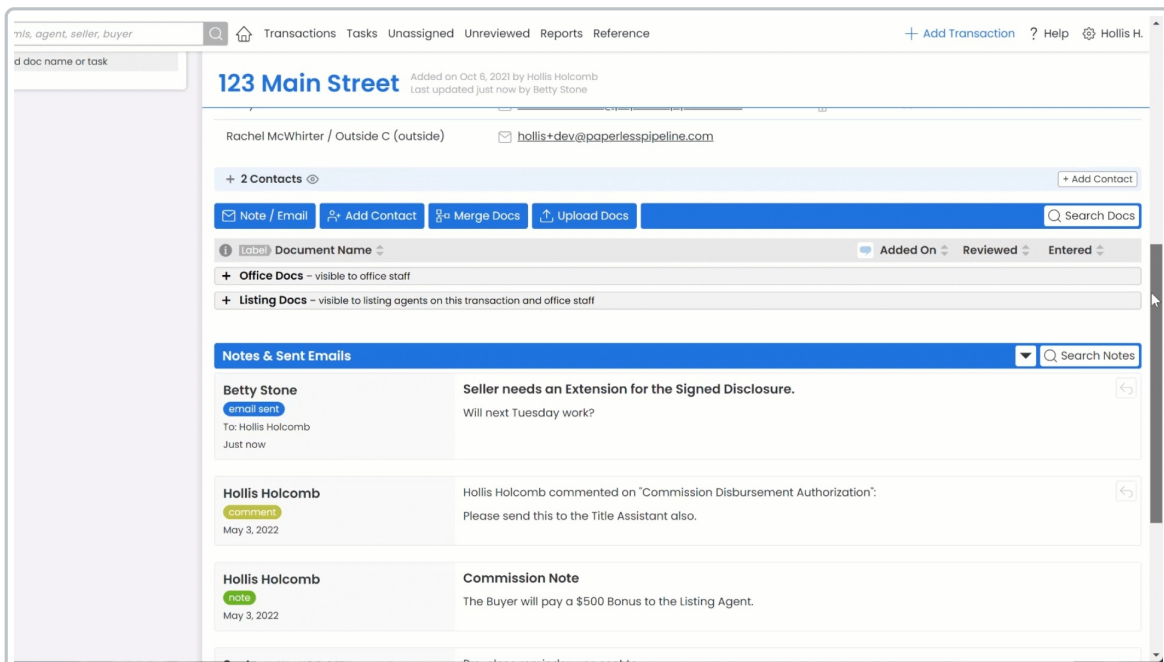 mls, agent, seller, buyer
Transactions Tasks Unassigned Unreviewed Reports Reference
+ Add Transaction ? Help Hollis H.
d doc name or task
123 Main Street
Added on Oct 6, 2021 by Hollis Holcomb
Last updated just now by Betty Stone
Rachel McWhirter / Outside C (outside) hollis+dev@paperlesspipeline.com
+ 2 Contacts
+ Add Contact
Note / Email Add Contact Merge Docs Upload Docs Search Docs
Label Document Name Added On Reviewed Entered
+ Office Docs – visible to office staff
+ Listing Docs – visible to listing agents on this transaction and office staff
Notes & Sent Emails Search Notes
Betty Stone
email sent
To: Hollis Holcomb
Just now
Seller needs an Extension for the Signed Disclosure.
Will next Tuesday work?
Hollis Holcomb
comment
May 3, 2022
Hollis Holcomb commented on "Commission Disbursement Authorization":
Please send this to the Title Assistant also.
Hollis Holcomb
note
May 3, 2022
Commission Note
The Buyer will pay a $500 Bonus to the Listing Agent.